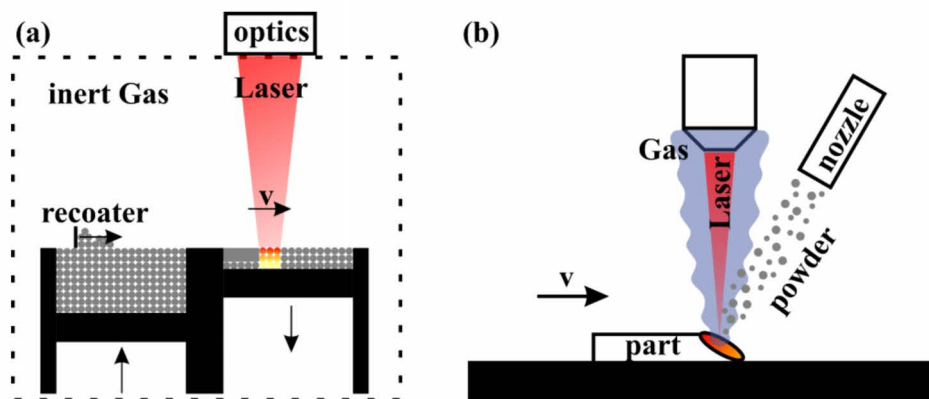 (a)
optics
inert Gas
Laser
v
recoater
(b)
nozzle
Gas
Laser
powder
v
part